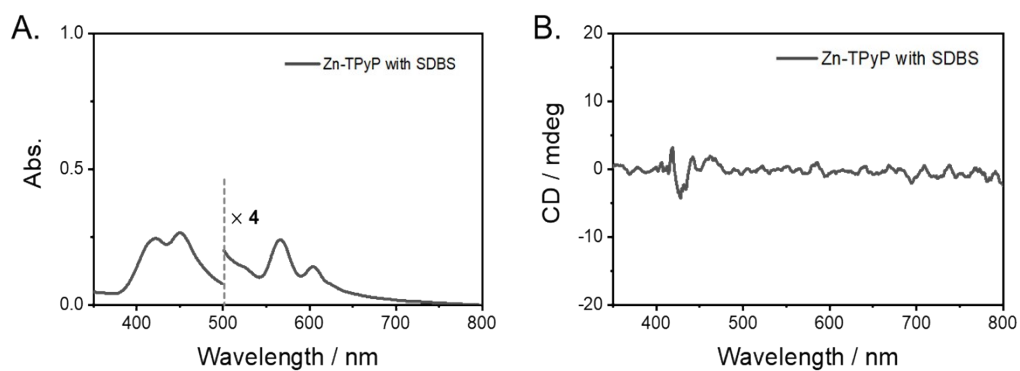 A.
1.0
0.5
0.0
Abs.
Zn-TPyP with SDBS
× 4
400 500 600 700 800
Wavelength / nm
B.
20
10
0
-10
-20
CD / mdeg
Zn-TPyP with SDBS
400 500 600 700 800
Wavelength / nm